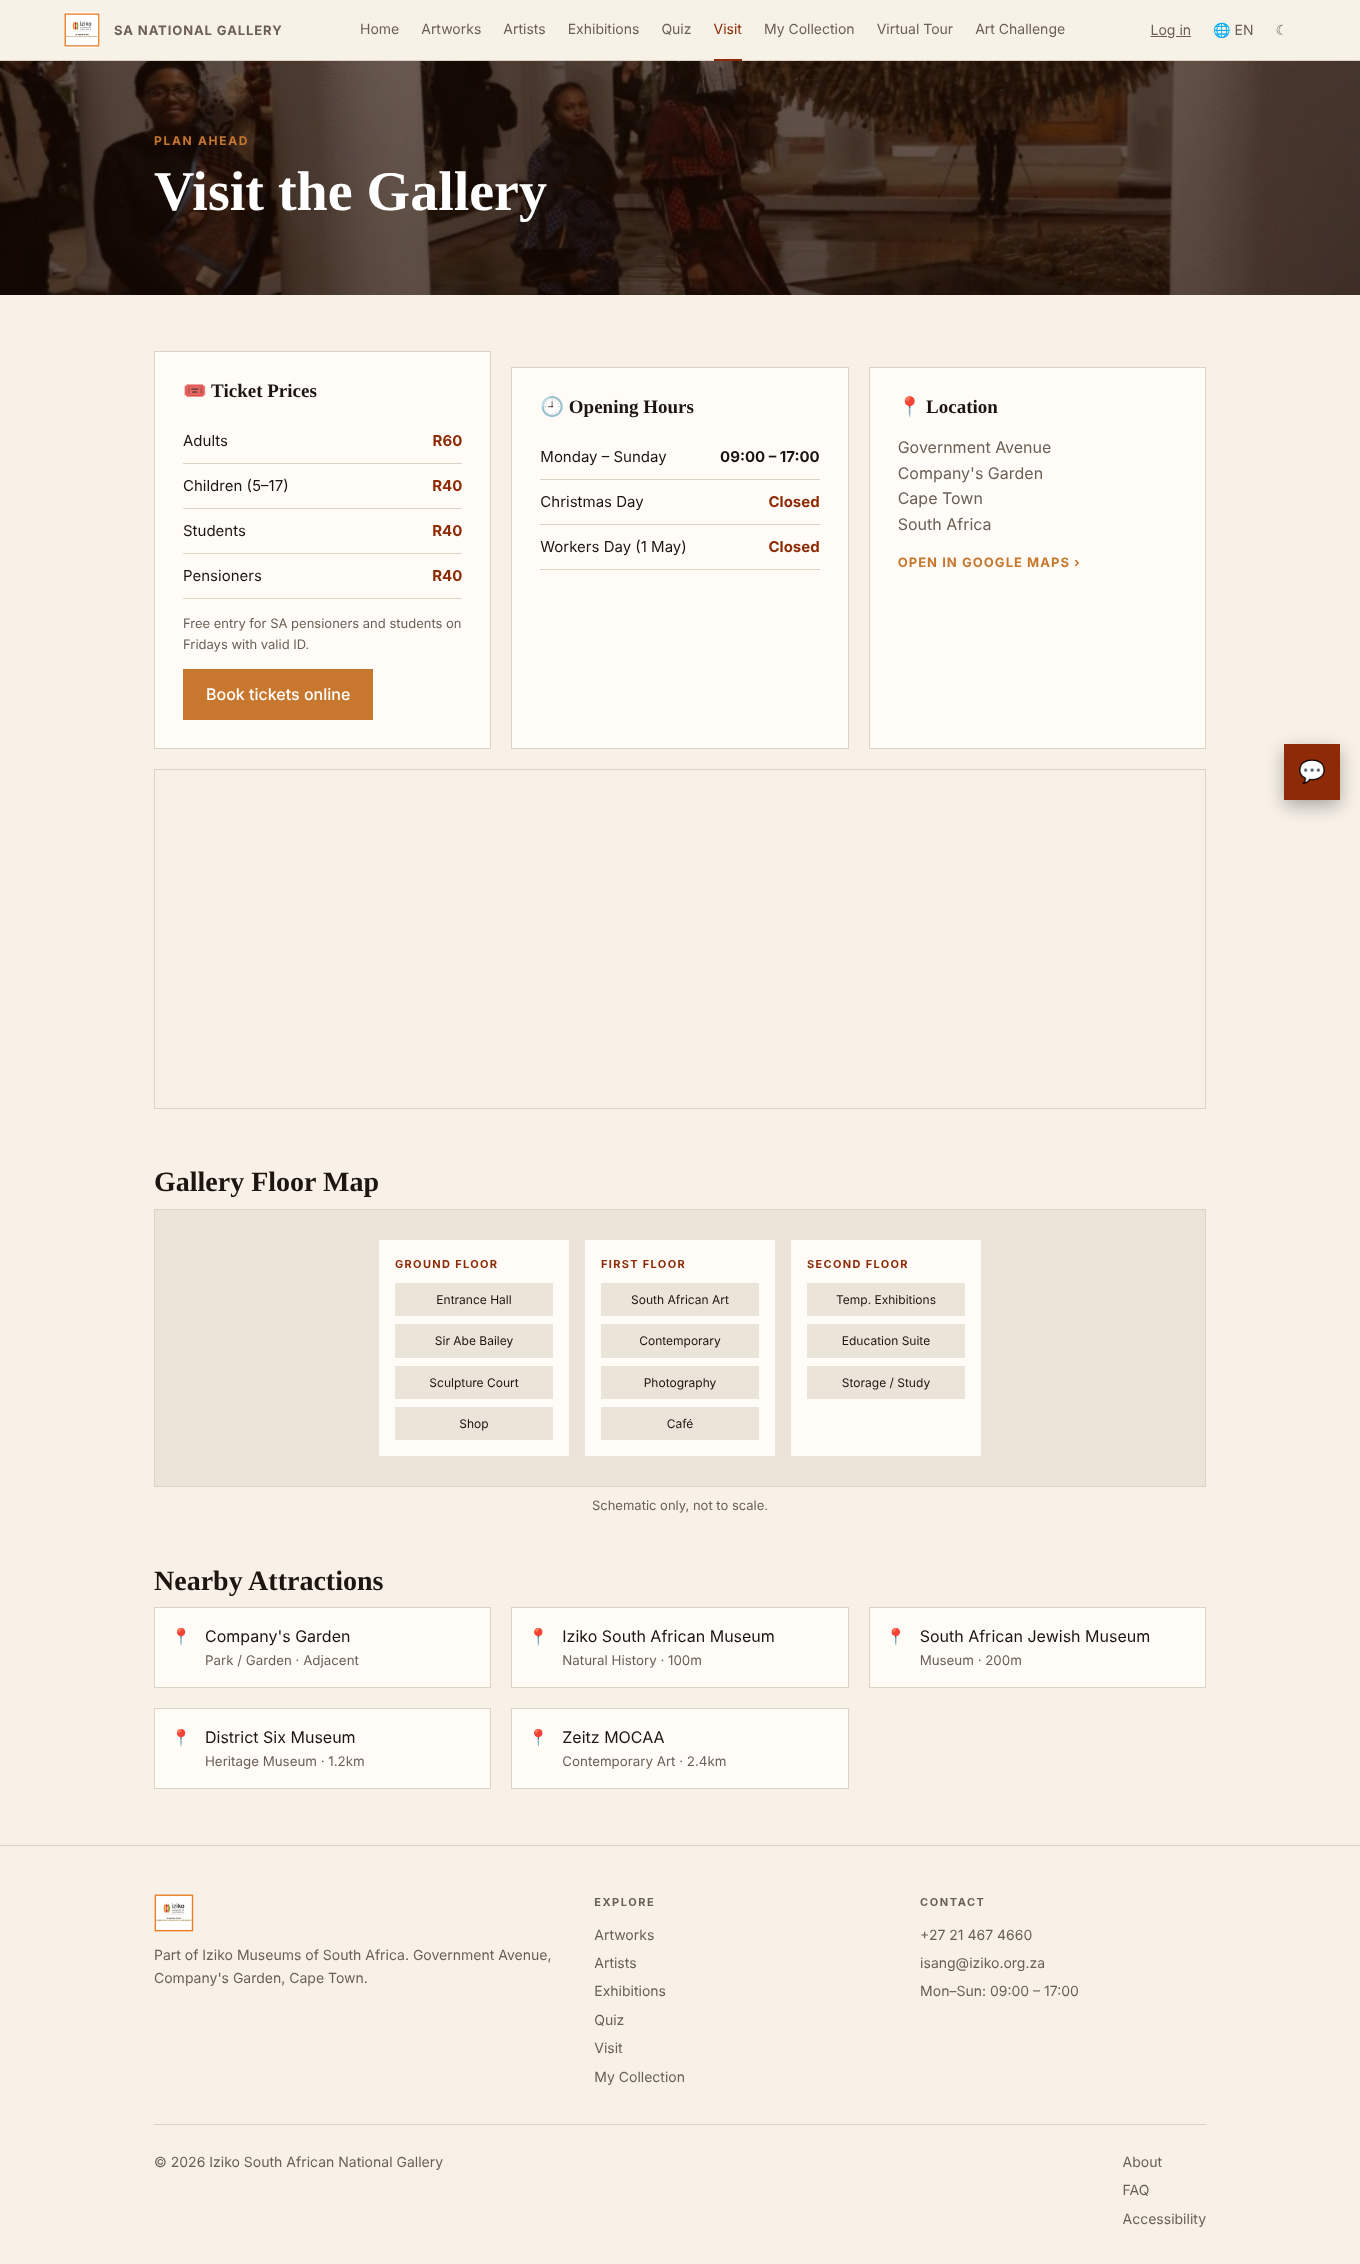 SA NATIONAL GALLERY
Home Artworks Artists Exhibitions Quiz Visit My Collection Virtual Tour Art Challenge
Log in EN
PLAN AHEAD
Visit the Gallery
Ticket Prices
Adults R60
Children (5–17) R40
Students R40
Pensioners R40
Free entry for SA pensioners and students on
Fridays with valid ID.
Book tickets online
Opening Hours
Monday – Sunday 09:00 – 17:00
Christmas Day Closed
Workers Day (1 May) Closed
Location
Government Avenue
Company's Garden
Cape Town
South Africa
OPEN IN GOOGLE MAPS ›
Gallery Floor Map
GROUND FLOOR
Entrance Hall
Sir Abe Bailey
Sculpture Court
Shop
FIRST FLOOR
South African Art
Contemporary
Photography
Café
SECOND FLOOR
Temp. Exhibitions
Education Suite
Storage / Study
Schematic only, not to scale.
Nearby Attractions
Company's Garden
Park / Garden · Adjacent
Iziko South African Museum
Natural History · 100m
South African Jewish Museum
Museum · 200m
District Six Museum
Heritage Museum · 1.2km
Zeitz MOCAA
Contemporary Art · 2.4km
iziko
Part of Iziko Museums of South Africa. Government Avenue,
Company's Garden, Cape Town.
EXPLORE
Artworks
Artists
Exhibitions
Quiz
Visit
My Collection
CONTACT
+27 21 467 4660
isang@iziko.org.za
Mon–Sun: 09:00 – 17:00
© 2026 Iziko South African National Gallery
About
FAQ
Accessibility